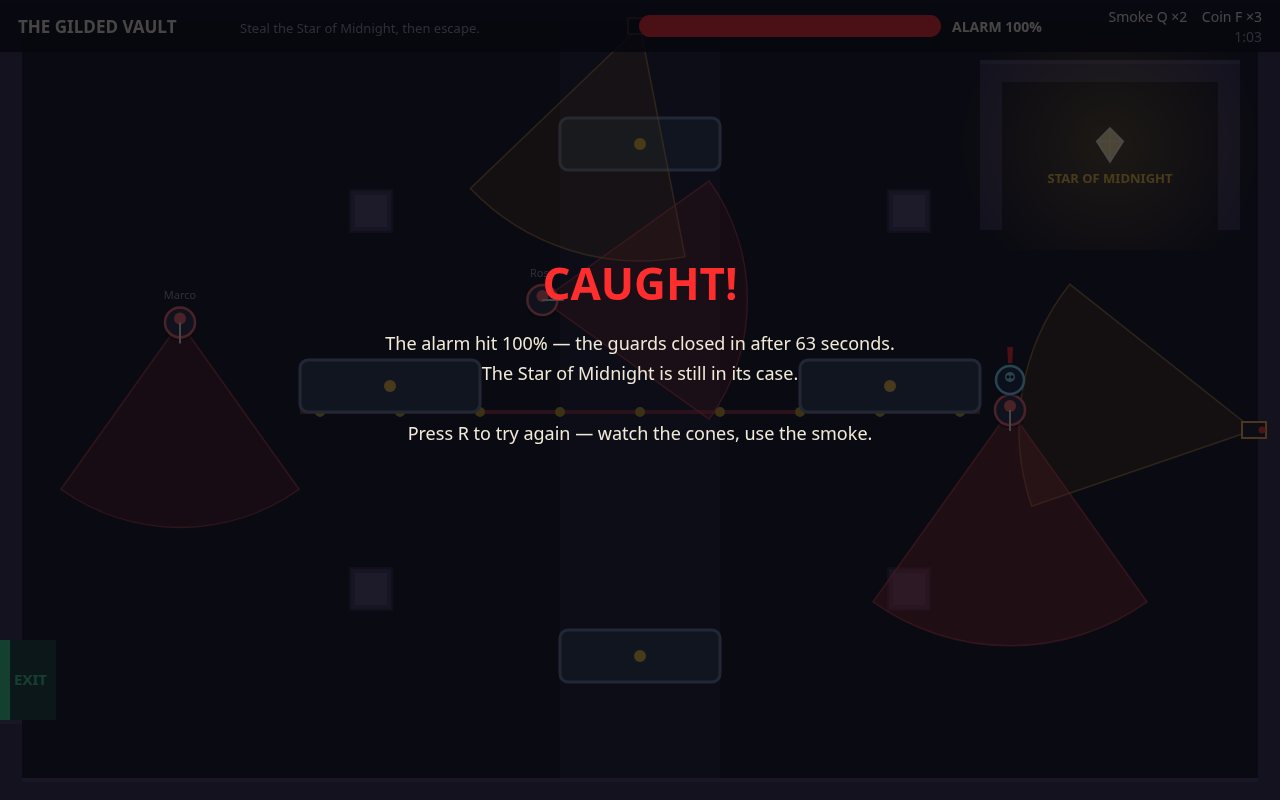 THE GILDED VAULT
Steal the Star of Midnight, then escape.
ALARM 100%
Smoke Q ×2 Coin F ×3
1:03
STAR OF MIDNIGHT
CAUGHT!
Marco
The alarm hit 100% — the guards closed in after 63 seconds.
The Star of Midnight is still in its case.
!
Press R to try again — watch the cones, use the smoke.
EXIT